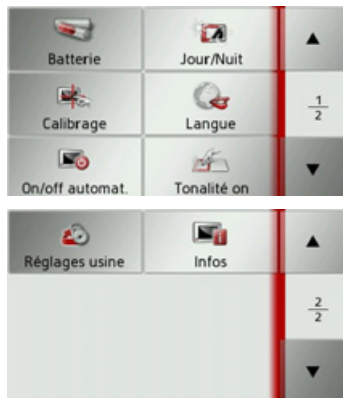 Batterie Jour/Nuit
Calibrage Langue
1
2
On/off automat. Tonalité on
Réglages usine Infos
2
2